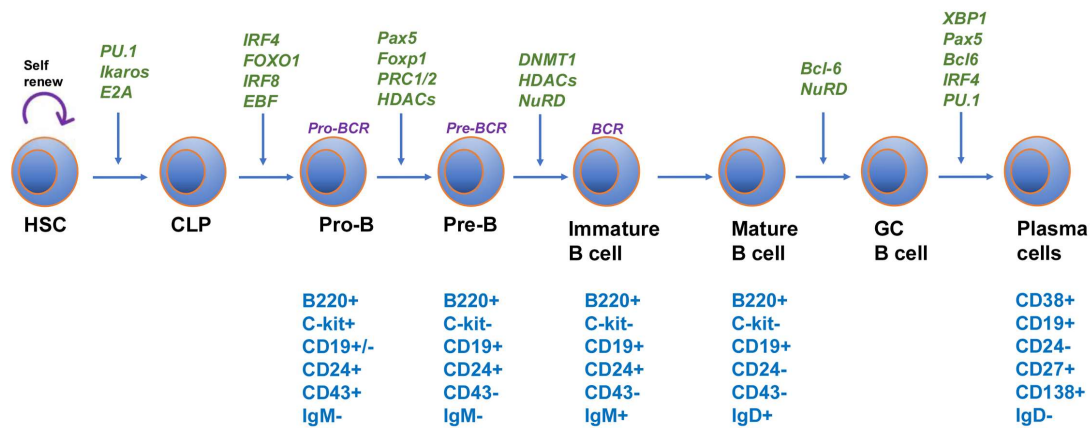 Self
renew
PU.1
Ikaros
E2A
IRF4
FOXO1
IRF8
EBF
Pax5
Foxp1
PRC1/2
HDACs
DNMT1
HDACs
NuRD
Bcl-6
NuRD
XBP1
Pax5
Bcl6
IRF4
PU.1
Pro-BCR
Pre-BCR
BCR
HSC
CLP
Pro-B
Pre-B
Immature
B cell
Mature
B cell
GC
B cell
Plasma
cells
B220+
C-kit+
CD19+/-
CD24+
CD43+
IgM-
B220+
C-kit-
CD19+
CD24+
CD43-
IgM-
B220+
C-kit-
CD19+
CD24+
CD43-
IgM+
B220+
C-kit-
CD19+
CD24-
CD43-
IgD+
CD38+
CD19+
CD24-
CD27+
CD138+
IgD-